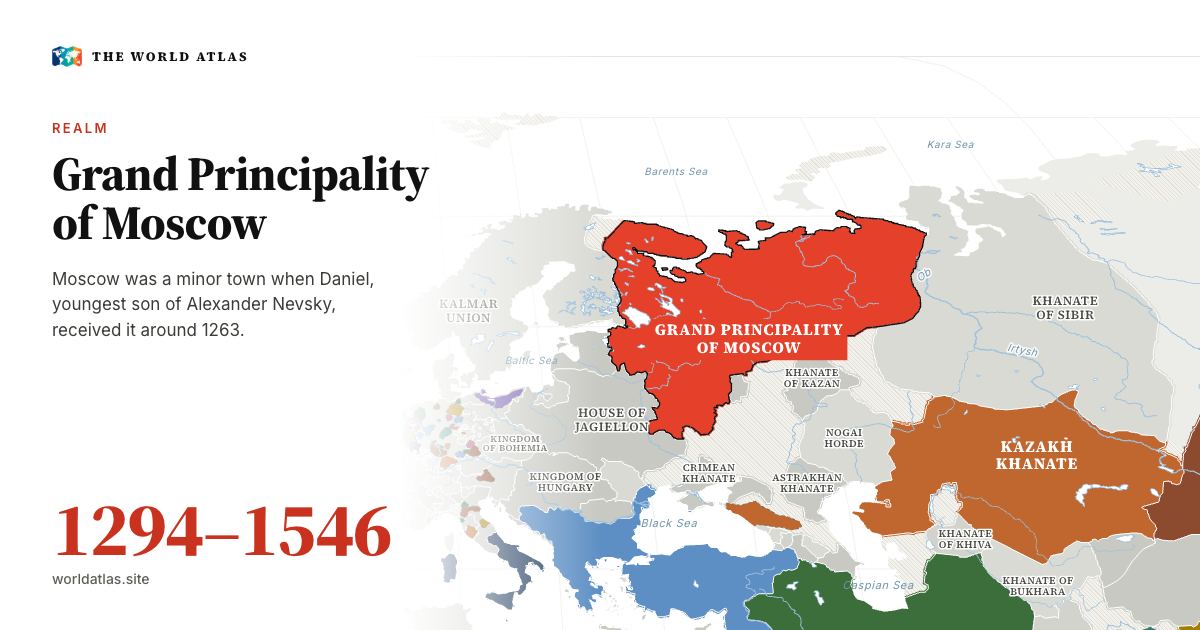 THE WORLD ATLAS
REALM
Grand Principality
of Moscow
Moscow was a minor town when Daniel,
youngest son of Alexander Nevsky,
received it around 1263.
1294–1546
worldatlas.site
Barents Sea
Kara Sea
Ob
KALMAR
UNION
KHANATE
OF SIBIR
GRAND PRINCIPALITY
OF MOSCOW
Irtysh
Baltic Sea
KHANATE
OF KAZAN
HOUSE OF
JAGIELLON
KINGDOM
OF BOHEMIA
NOGAI
HORDE
KAZAKH
KHANATE
CRIMEAN
KHANATE
KINGDOM OF
HUNGARY
ASTRAKHAN
KHANATE
Black Sea
KHANATE
OF KHIVA
Caspian Sea
KHANATE OF
BUKHARA